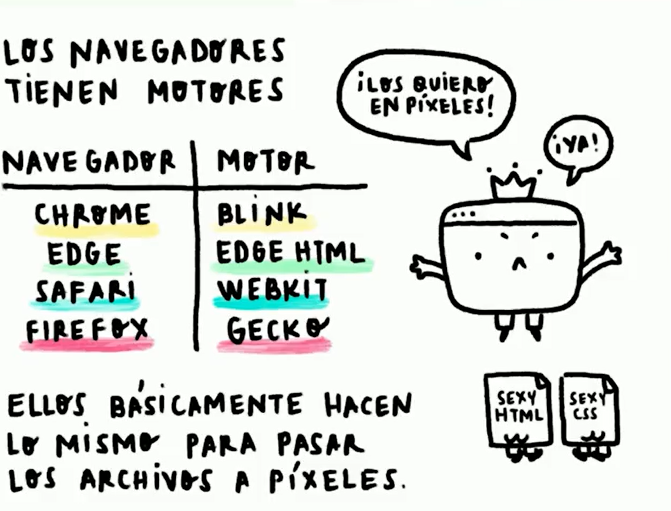 LOS NAVEGADORES
TIENEN MOTORES
¡LOS QUIERO
EN PÍXELES!
¡YA!
NAVEGADOR MOTOR
CHROME BLINK
EDGE EDGE HTML
SAFARI WEBKIT
FIREFOX GECKO
SEXY
HTML
SEXY
CSS
ELLOS BÁSICAMENTE HACEN
LO MISMO PARA PASAR
LOS ARCHIVOS A PÍXELES.